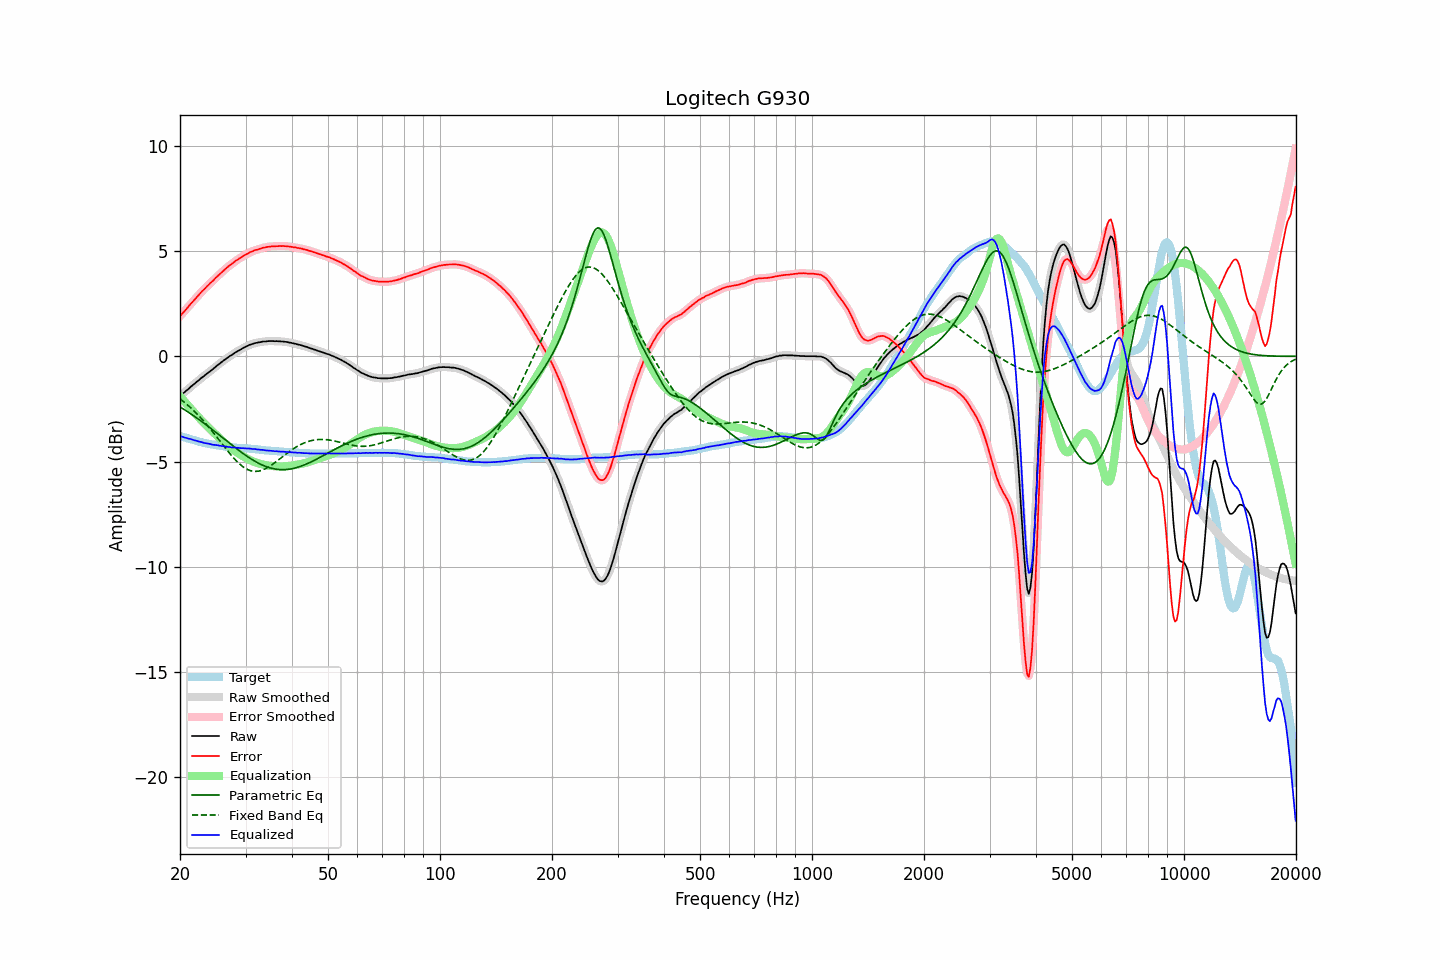 Logitech G930
Amplitude (dBr)
10
5
0
−5
−10
−15
−20
Target
Raw Smoothed
Error Smoothed
Raw
Error
Equalization
Parametric Eq
Fixed Band Eq
Equalized
20 50 100 200 500 1000 2000 5000 10000 20000
Frequency (Hz)